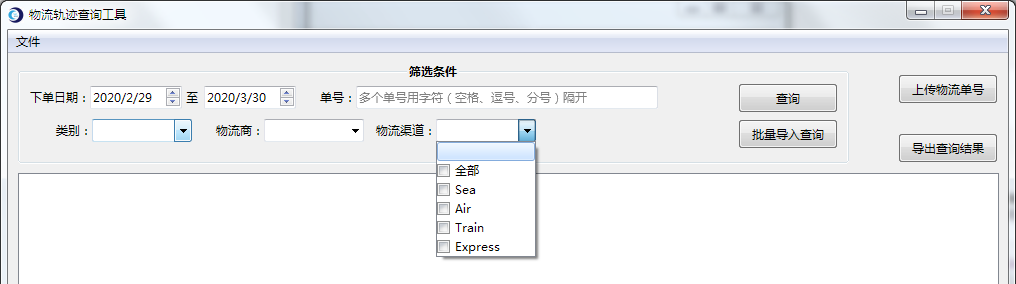 物流轨迹查询工具
文件
筛选条件
下单日期： 2020/2/29 至 2020/3/30 单号： 多个单号用字符（空格、逗号、分号）隔开 查询 上传物流单号
类别： 物流商： 物流渠道： 批量导入查询 导出查询结果
全部
Sea
Air
Train
Express